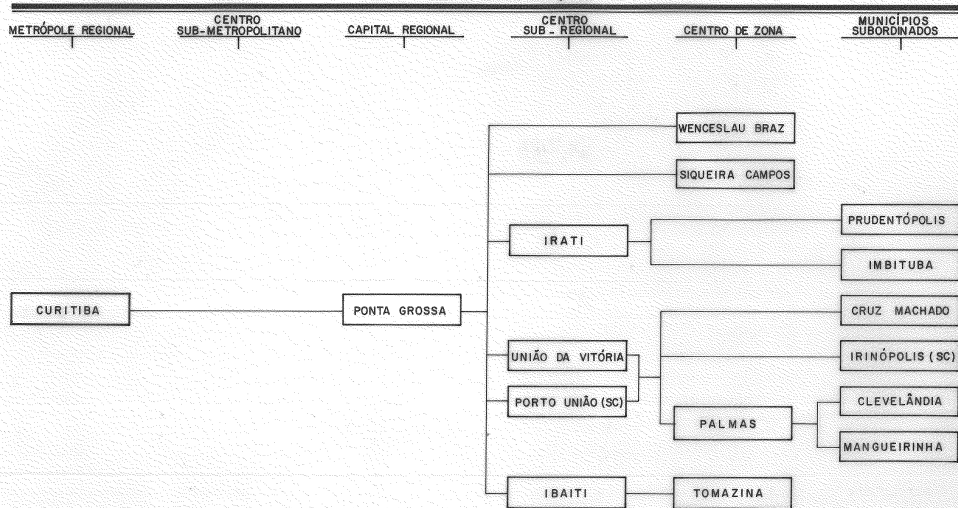 METRÓPOLE REGIONAL
CENTRO
SUB-METROPOLITANO
CAPITAL REGIONAL
CENTRO
SUB - REGIONAL
CENTRO DE ZONA
MUNICÍPIOS
SUBORDINADOS
WENCESLAU BRAZ
SIQUEIRA CAMPOS
PRUDENTÓPOLIS
IRATI
IMBITUBA
CURITIBA
PONTA GROSSA
CRUZ MACHADO
UNIÃO DA VITÓRIA
IRINÓPOLIS (SC)
PORTO UNIÃO (SC)
CLEVELÂNDIA
PALMAS
MANGUEIRINHA
IBAITI
TOMAZINA